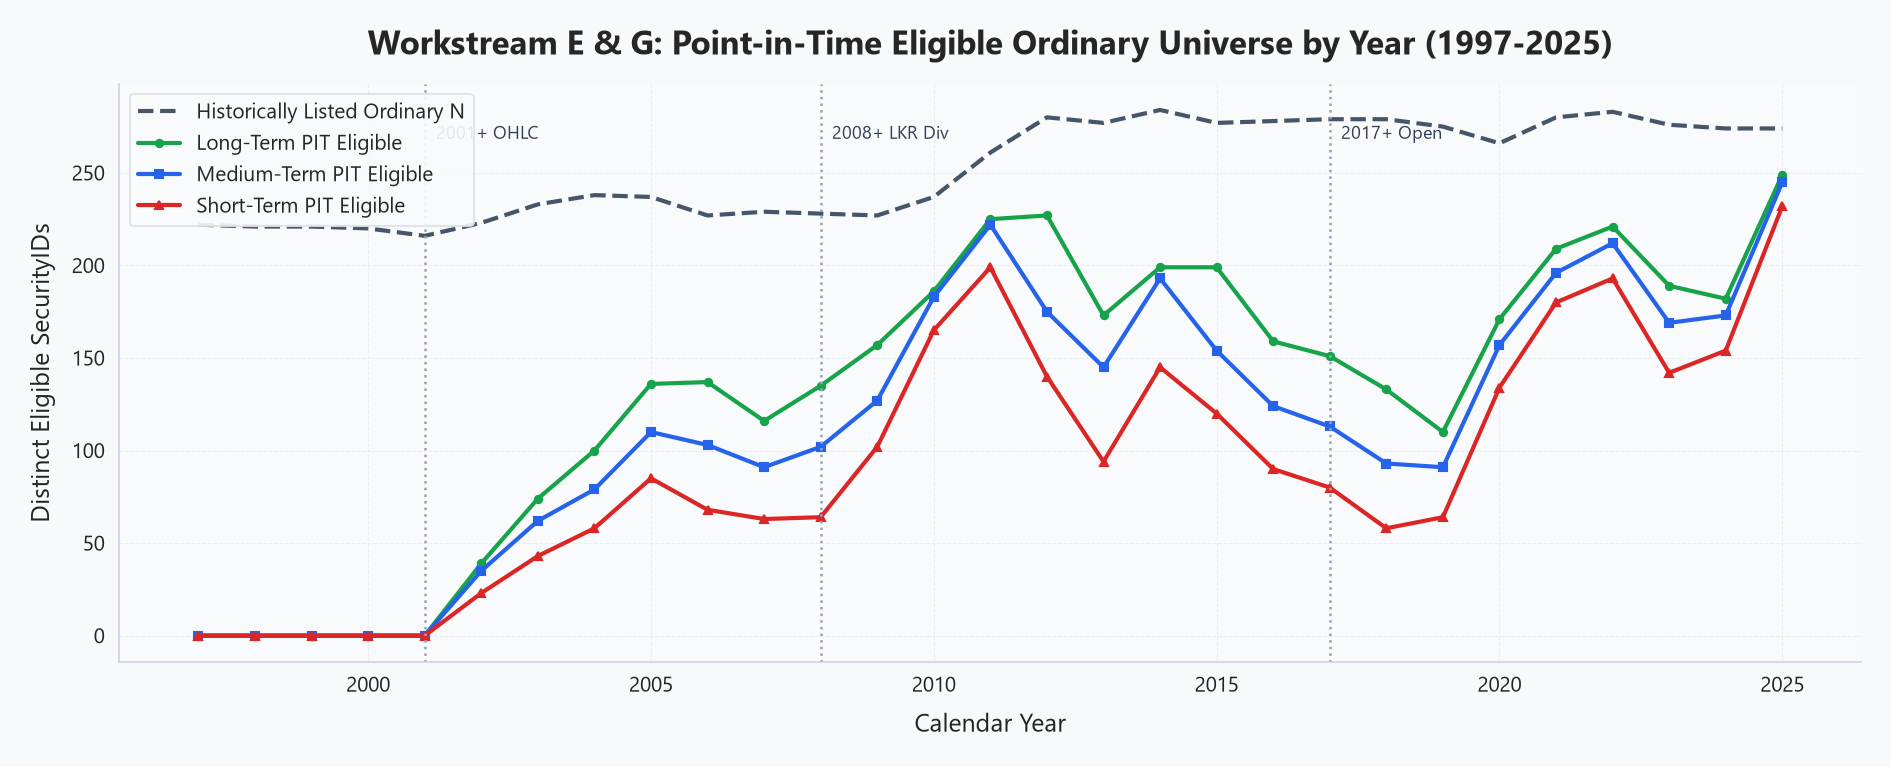 Workstream E & G: Point-in-Time Eligible Ordinary Universe by Year (1997-2025)
Historically Listed Ordinary N
Long-Term PIT Eligible
Medium-Term PIT Eligible
Short-Term PIT Eligible
2001+ OHLC
2008+ LKR Div
2017+ Open
Distinct Eligible SecurityIDs
250
200
150
100
50
0
2000
2005
2010
2015
2020
2025
Calendar Year